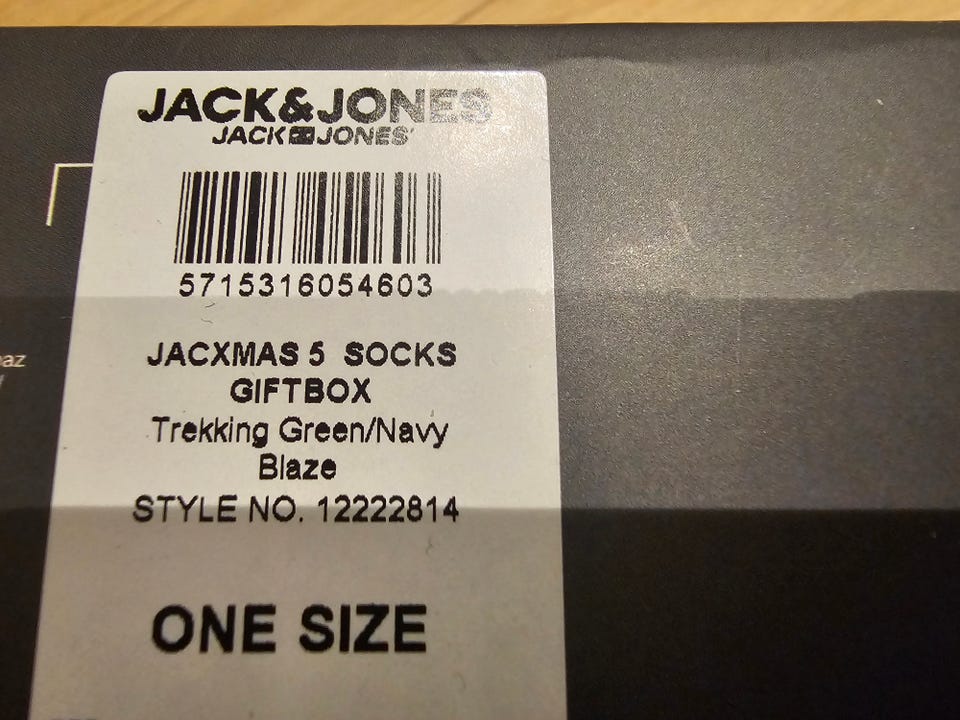 JACK&JONES
JACK JONES
5715316054603
JACXMAS 5 SOCKS
GIFTBOX
Trekking Green/Navy
Blaze
STYLE NO. 12222814
ONE SIZE